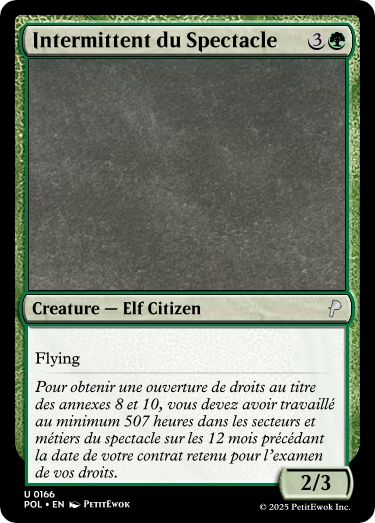 Intermittent du Spectacle 3
Creature — Elf Citizen
Flying
Pour obtenir une ouverture de droits au titre
des annexes 8 et 10, vous devez avoir travaillé
au minimum 507 heures dans les secteurs et
métiers du spectacle sur les 12 mois précédant
la date de votre contrat retenu pour l'examen
de vos droits.
2/3
U 0166
POL • EN PetitEwok
© 2025 PetitEwok Inc.